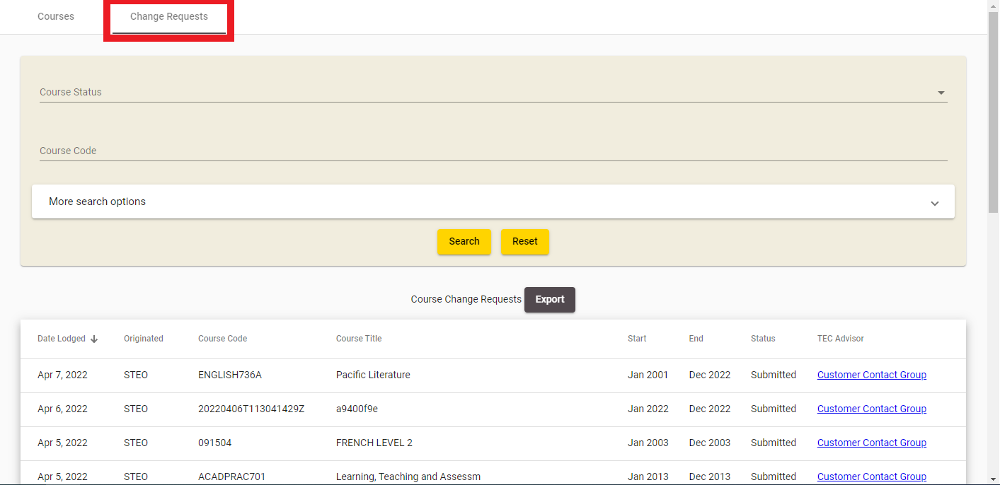 Courses Change Requests
Course Status
Course Code
More search options
Search Reset
Course Change Requests Export
Date Lodged Originated Course Code Course Title Start End Status TEC Advisor
Apr 7, 2022 STEO ENGLISH736A Pacific Literature Jan 2001 Dec 2022 Submitted Customer Contact Group
Apr 6, 2022 STEO 20220406T113041429Z a9400f9e Jan 2022 Dec 2022 Submitted Customer Contact Group
Apr 5, 2022 STEO 091504 FRENCH LEVEL 2 Jan 2003 Dec 2003 Submitted Customer Contact Group
Apr 5, 2022 STEO ACADPRAC701 Learning, Teaching and Assessm Jan 2013 Dec 2013 Submitted Customer Contact Group